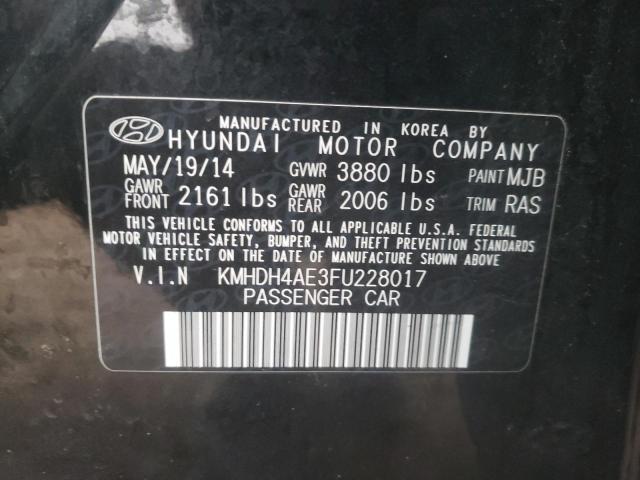 MANUFACTURED IN KOREA BY
HYUNDAI MOTOR COMPANY
MAY/19/14 GVWR 3880 lbs PAINT MJB
GAWR FRONT 2161 lbs GAWR REAR 2006 lbs TRIM RAS
THIS VEHICLE CONFORMS TO ALL APPLICABLE U.S.A. FEDERAL
MOTOR VEHICLE SAFETY, BUMPER, AND THEFT PREVENTION STANDARDS
IN EFFECT ON THE DATE OF MANUFACTURE SHOWN ABOVE
V.I.N KMHDH4AE3FU228017
PASSENGER CAR